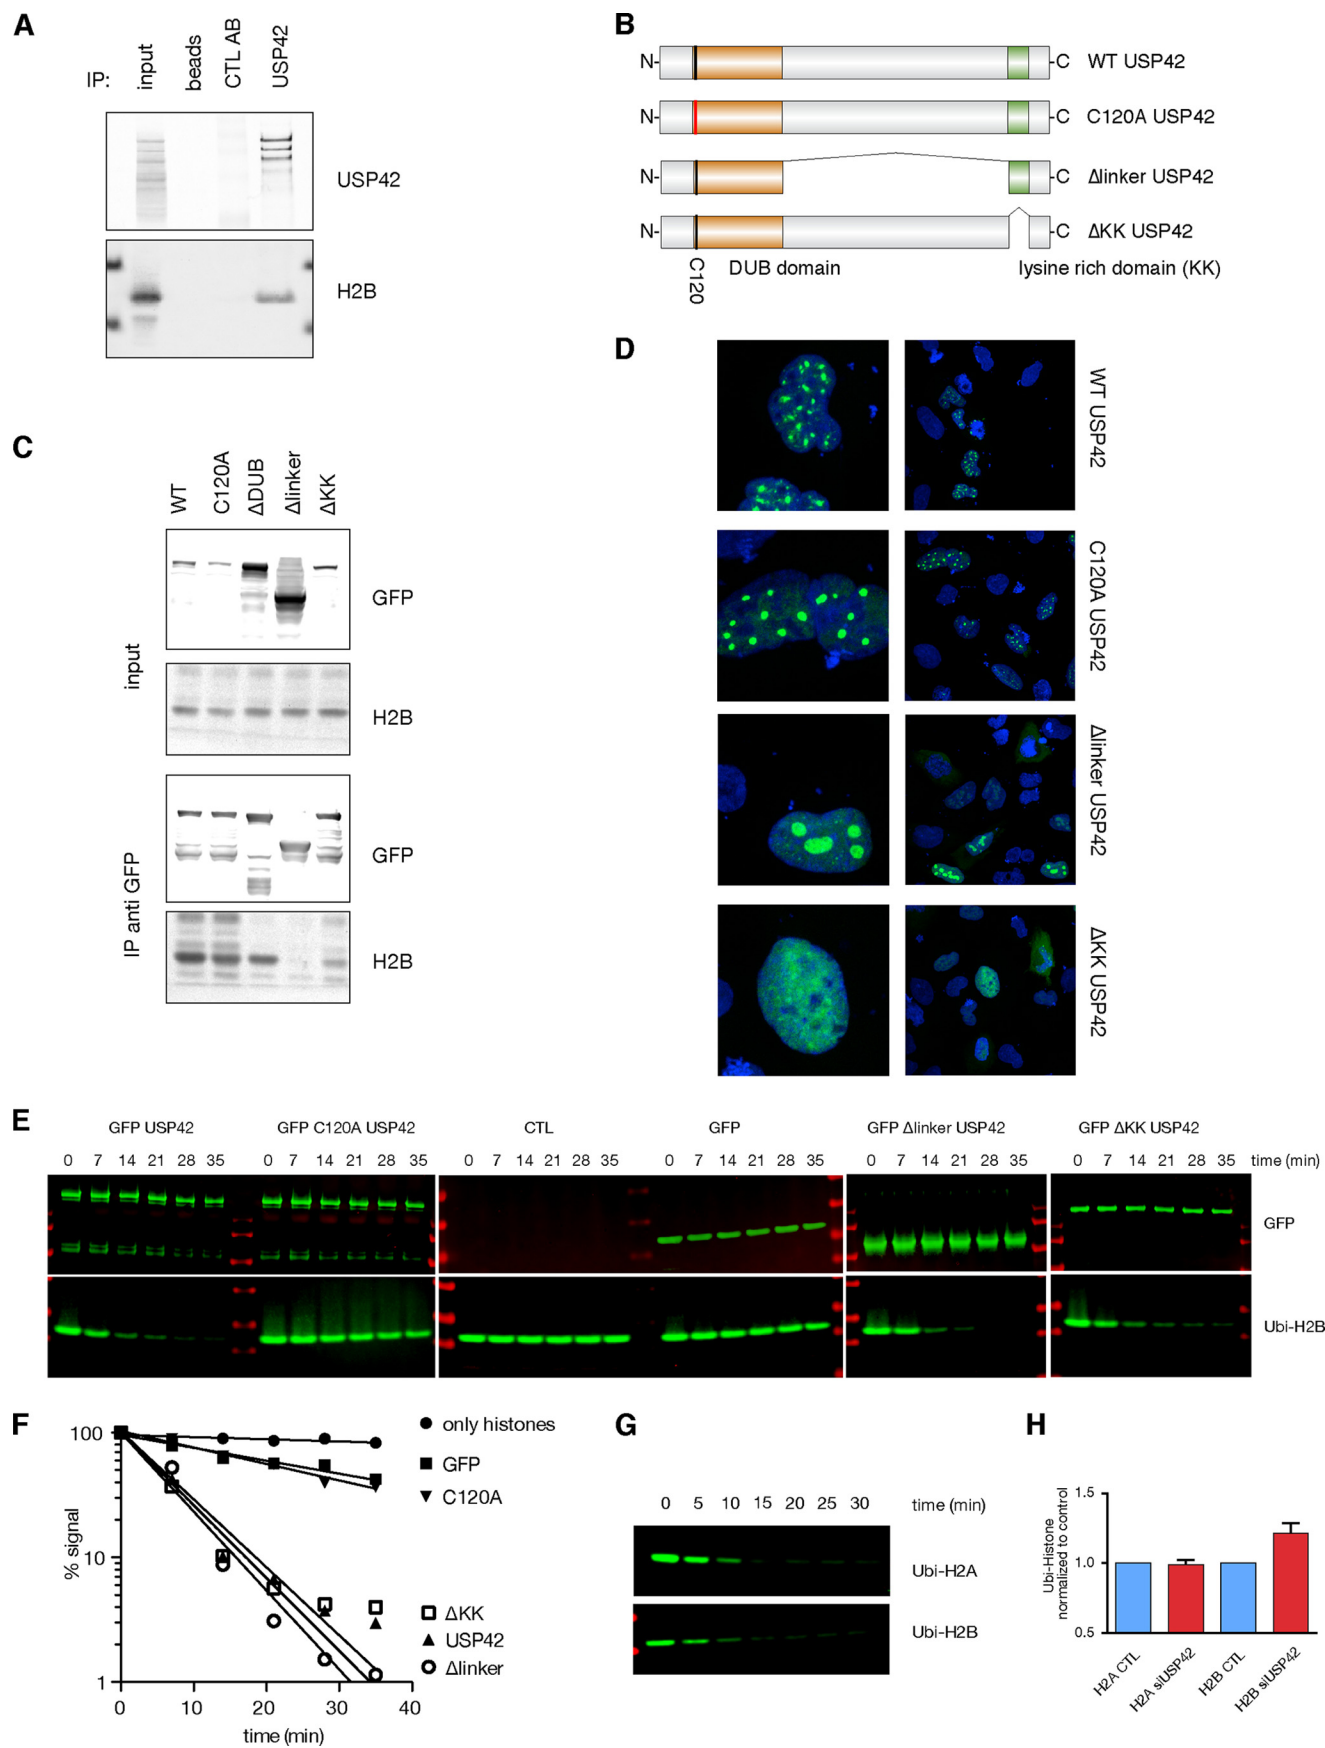 A
IP:
input
beads
CTL AB
USP42
USP42
H2B
B
N-
-C
WT USP42
N-
-C
C120A USP42
N-
-C
Δlinker USP42
N-
-C
ΔKK USP42
C120
DUB domain
lysine rich domain (KK)
C
WT
C120A
ΔDUB
Δlinker
ΔKK
input
GFP
H2B
IP anti GFP
GFP
H2B
D
WT USP42
C120A USP42
Δlinker USP42
ΔKK USP42
E
GFP USP42
GFP C120A USP42
CTL
GFP
GFP Δlinker USP42
GFP ΔKK USP42
0 7 14 21 28 35
0 7 14 21 28 35
0 7 14 21 28 35
0 7 14 21 28 35
0 7 14 21 28 35
0 7 14 21 28 35
time (min)
GFP
Ubi-H2B
F
% signal
100
10
1
0 10 20 30 40
time (min)
only histones
GFP
C120A
ΔKK
USP42
Δlinker
G
0 5 10 15 20 25 30
time (min)
Ubi-H2A
Ubi-H2B
H
Ubi-Histone
normalized to control
1.5
1.0
0.5
H2A CTL
H2A siUSP42
H2B CTL
H2B siUSP42